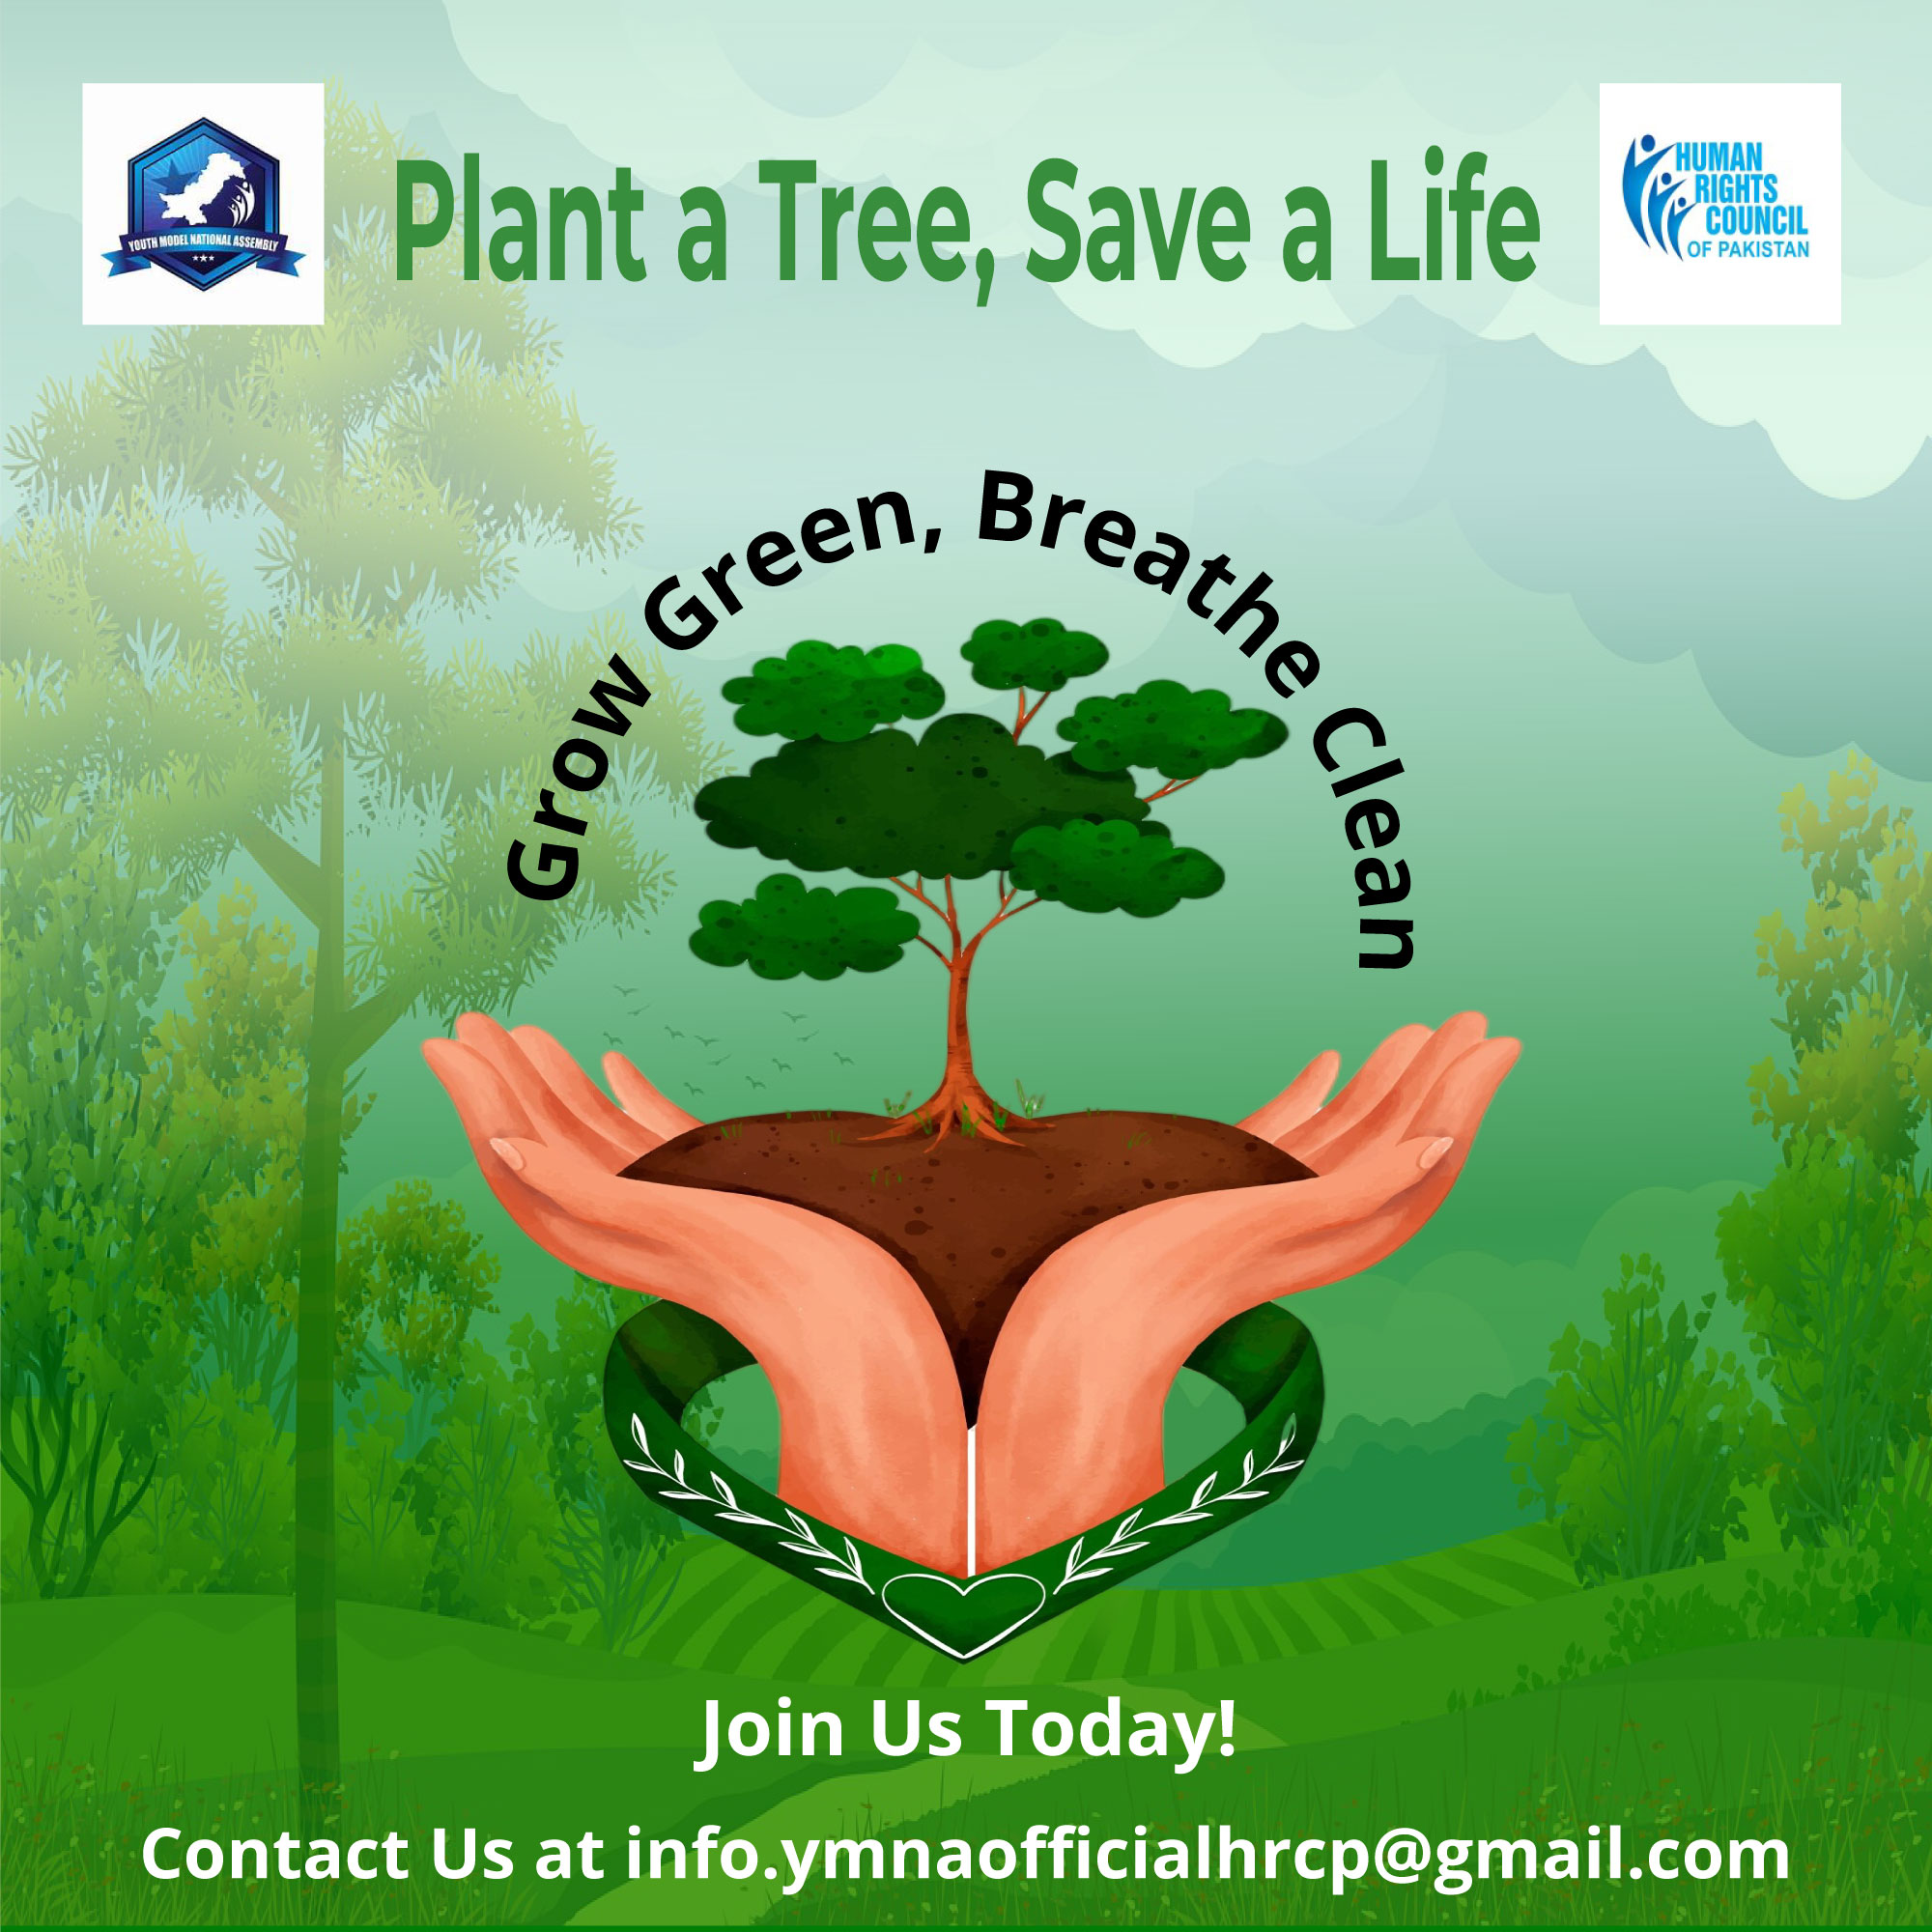 YOUTH MODEL NATIONAL ASSEMBLY
Plant a Tree, Save a Life
HUMAN
RIGHTS
COUNCIL
OF PAKISTAN
Grow Green, Breathe Clean
Join Us Today!
Contact Us at info.ymnaofficialhrcp@gmail.com